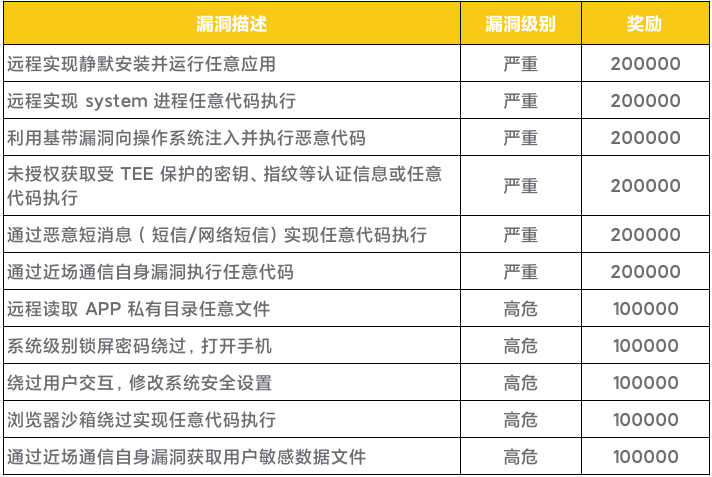 漏洞描述 漏洞级别 奖励
远程实现静默安装并运行任意应用 严重 200000
远程实现 system 进程任意代码执行 严重 200000
利用基带漏洞向操作系统注入并执行恶意代码 严重 200000
未授权获取受 TEE 保护的密钥、指纹等认证信息或任意
代码执行 严重 200000
通过恶意短消息（短信/网络短信）实现任意代码执行 严重 200000
通过近场通信自身漏洞执行任意代码 严重 200000
远程读取 APP 私有目录任意文件 高危 100000
系统级别锁屏密码绕过，打开手机 高危 100000
绕过用户交互，修改系统安全设置 高危 100000
浏览器沙箱绕过实现任意代码执行 高危 100000
通过近场通信自身漏洞获取用户敏感数据文件 高危 100000